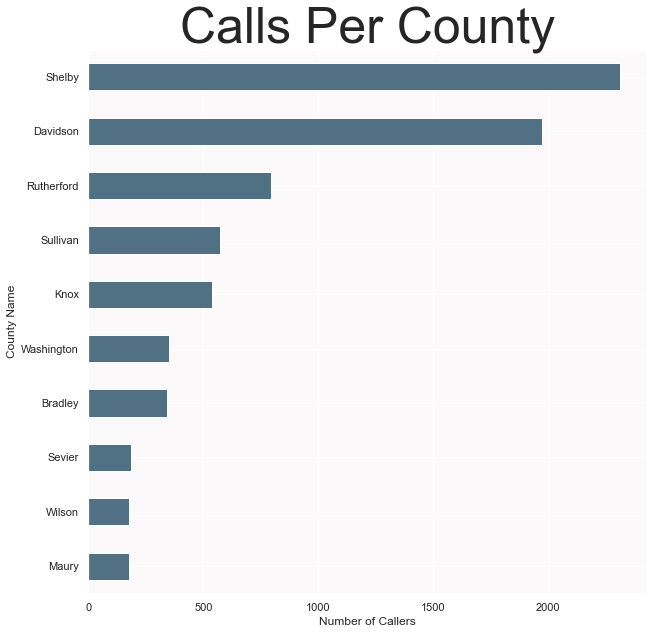 Calls Per County
Shelby
Davidson
Rutherford
Sullivan
Knox
Washington
Bradley
Sevier
Wilson
Maury
County Name
0 500 1000 1500 2000
Number of Callers